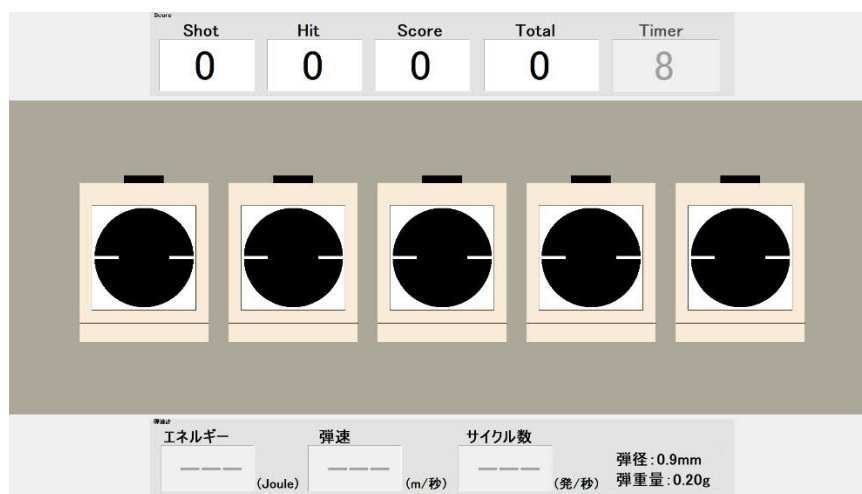 Score
Shot Hit Score Total Timer
0 0 0 0 8
弾速計
エネルギー 弾速 サイクル数
--- (Joule) --- (m/秒) --- (発/秒)
弾径:0.9mm
弾重量:0.20g